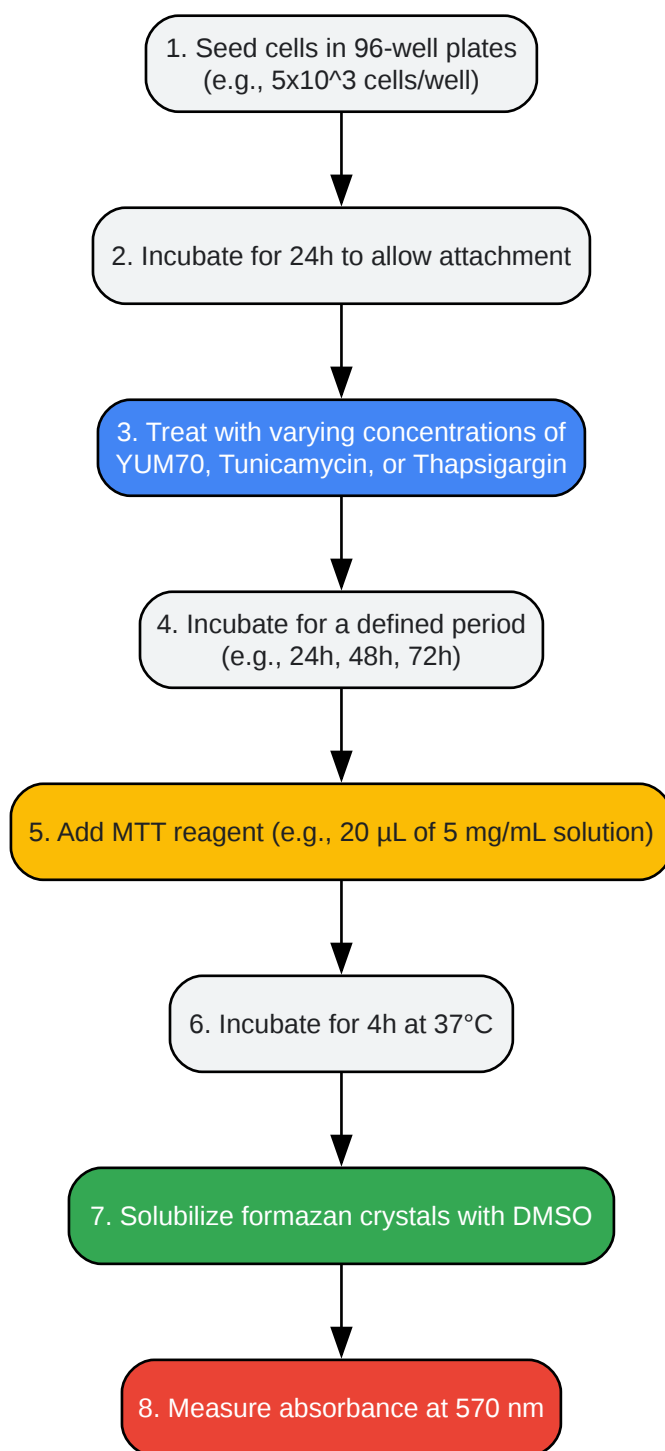 1. Seed cells in 96-well plates
(e.g., 5x10^3 cells/well)
2. Incubate for 24h to allow attachment
3. Treat with varying concentrations of
YUM70, Tunicamycin, or Thapsigargin
4. Incubate for a defined period
(e.g., 24h, 48h, 72h)
5. Add MTT reagent (e.g., 20 µL of 5 mg/mL solution)
6. Incubate for 4h at 37°C
7. Solubilize formazan crystals with DMSO
8. Measure absorbance at 570 nm